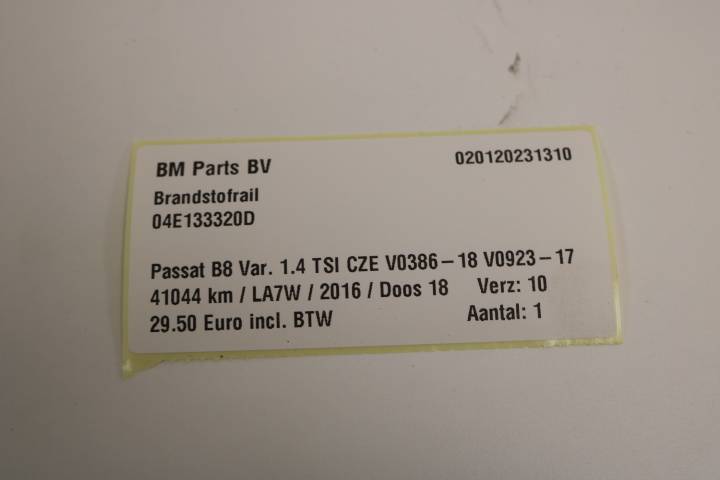 BM Parts BV 020120231310
Brandstofrail
04E133320D
Passat B8 Var. 1.4 TSI CZE V0386-18 V0923-17
41044 km / LA7W / 2016 / Doos 18 Verz: 10
29.50 Euro incl. BTW Aantal: 1